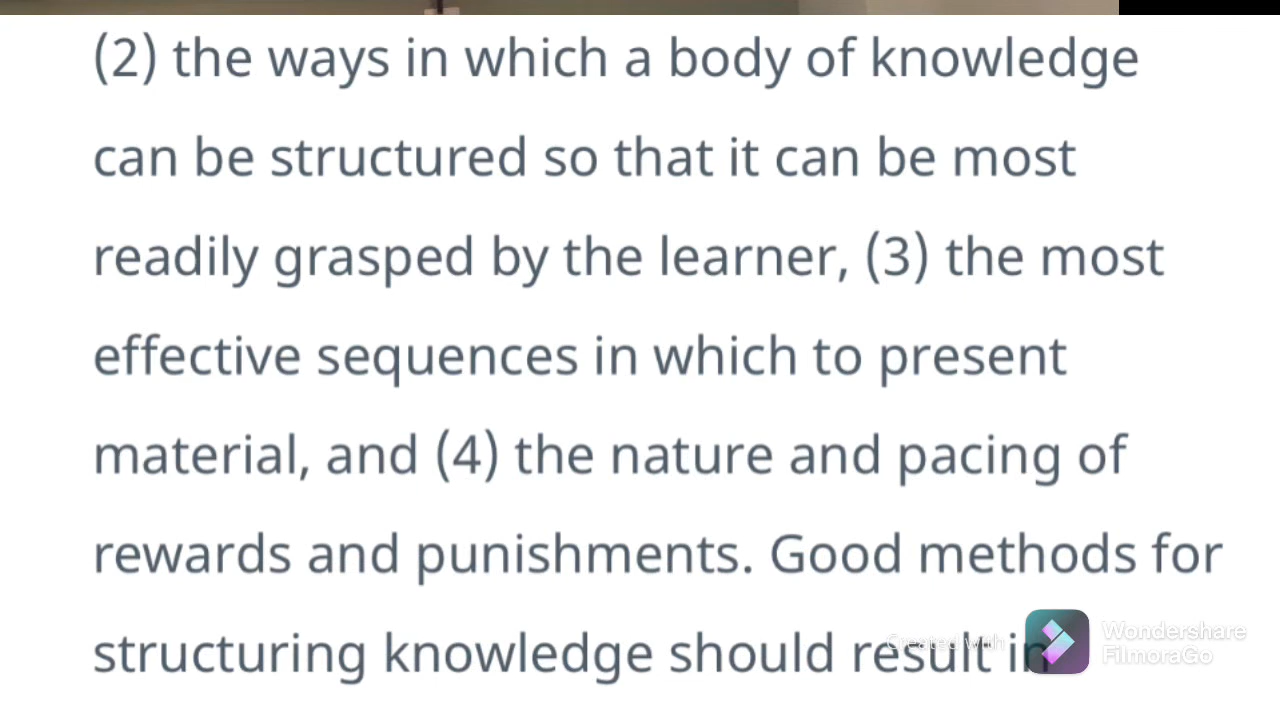 (2) the ways in which a body of knowledge
can be structured so that it can be most
readily grasped by the learner, (3) the most
effective sequences in which to present
material, and (4) the nature and pacing of
rewards and punishments. Good methods for
structuring knowledge should result in
Created with
Wondershare
FilmoraGo